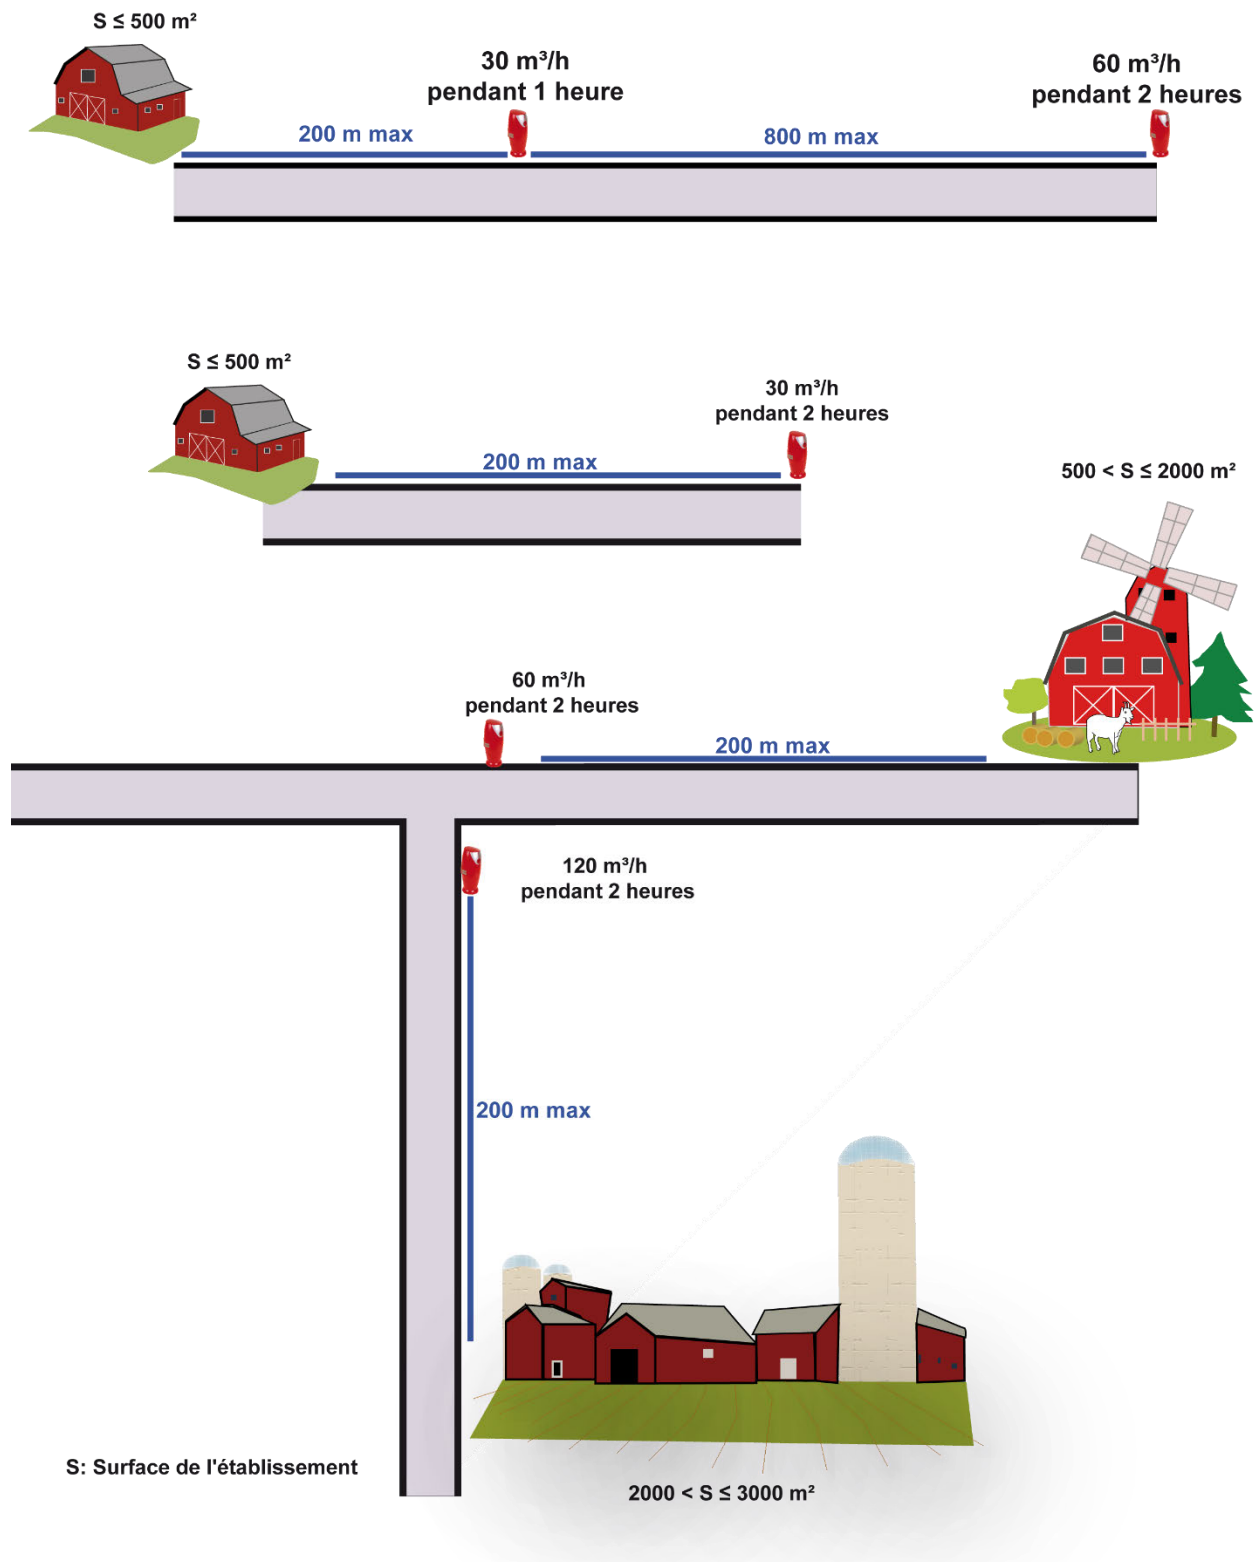 S ≤ 500 m²
30 m³/h
pendant 1 heure
60 m³/h
pendant 2 heures
200 m max
800 m max
S ≤ 500 m²
30 m³/h
pendant 2 heures
200 m max
500 < S ≤ 2000 m²
60 m³/h
pendant 2 heures
200 m max
120 m³/h
pendant 2 heures
200 m max
S: Surface de l'établissement
2000 < S ≤ 3000 m²